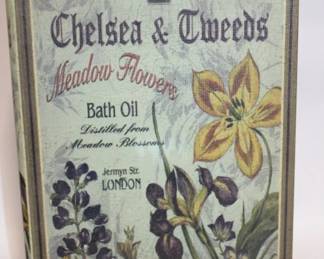 Chelsea & Tweeds
Meadow Flowers
Bath Oil
Distilled from
Meadow Blossoms
Jermyn Str.
LONDON